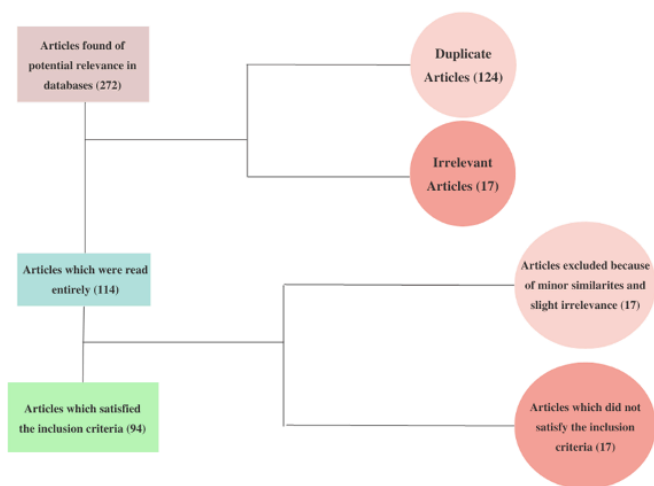 Articles found of
potential relevance in
databases (272)
Duplicate
Articles (124)
Irrelevant
Articles (17)
Articles which were read
entirely (114)
Articles excluded because
of minor similarites and
slight irrelevance (17)
Articles which satisfied
the inclusion criteria (94)
Articles which did not
satisfy the inclusion
criteria (17)